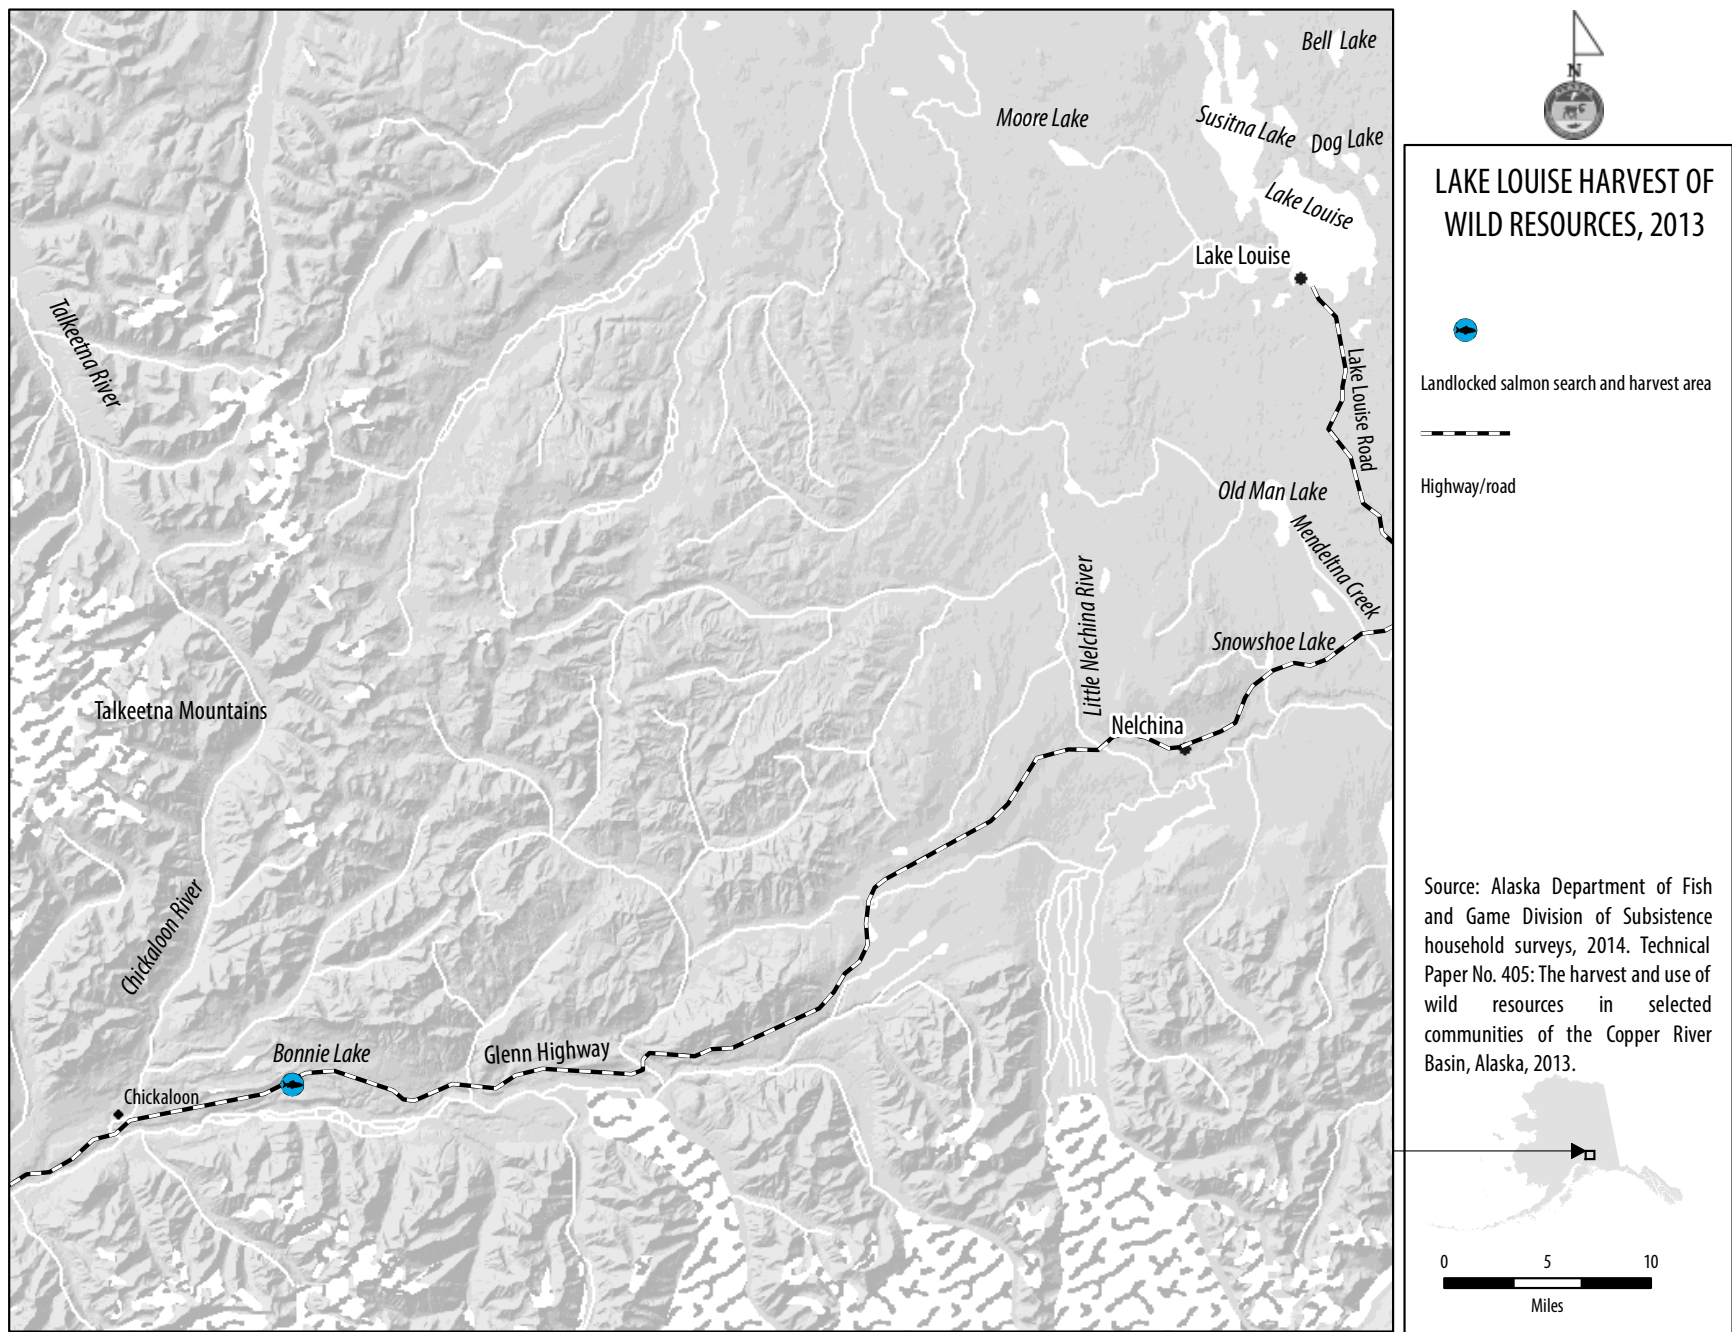 Bell Lake
Moore Lake
Susitna Lake
Dog Lake
Lake Louise
Lake Louise
Talkeetna River
Lake Louise Road
Old Man Lake
Mendeltna Creek
Little Nelchina River
Snowshoe Lake
Talkeetna Mountains
Nelchina
Chickaloon River
Bonnie Lake
Glenn Highway
Chickaloon
N
ALASKA
LAKE LOUISE HARVEST OF
WILD RESOURCES, 2013
Landlocked salmon search and harvest area
Highway/road
Source: Alaska Department of Fish
and Game Division of Subsistence
household surveys, 2014. Technical
Paper No. 405: The harvest and use of
wild resources in selected
communities of the Copper River
Basin, Alaska, 2013.
0 5 10
Miles